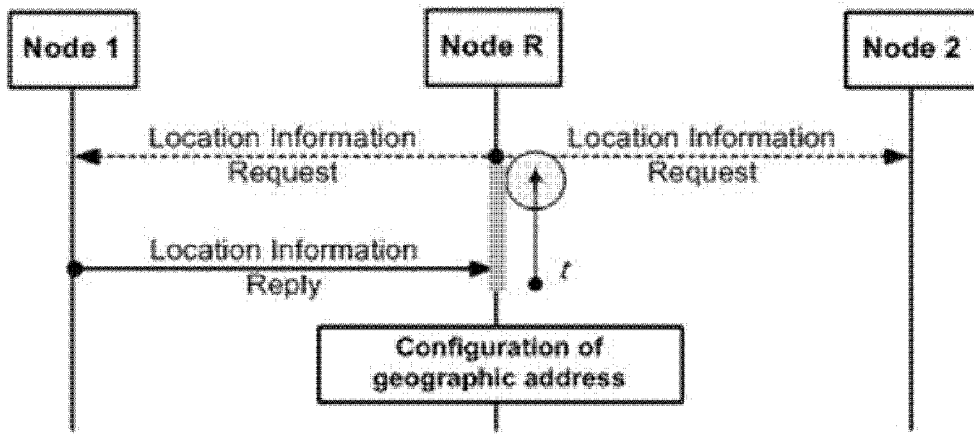 Node 1
Node R
Node 2
Location Information
Request
Location Information
Request
Location Information
Reply
t
Configuration of
geographic address